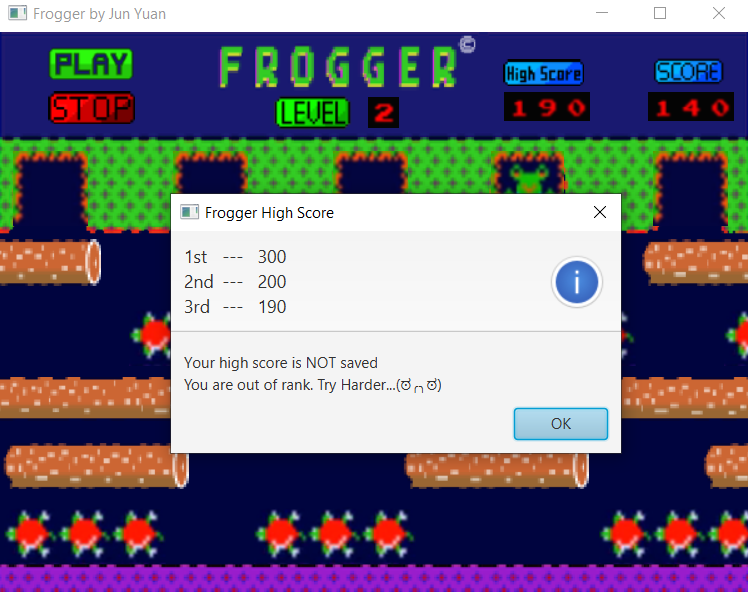 Frogger by Jun Yuan
PLAY
STOP
FROGGER©
LEVEL 2
High Score
190
SCORE
140
Frogger High Score
1st --- 300
2nd --- 200
3rd --- 190
i
Your high score is NOT saved
You are out of rank. Try Harder...(ಠ╭╮ಠ)
OK